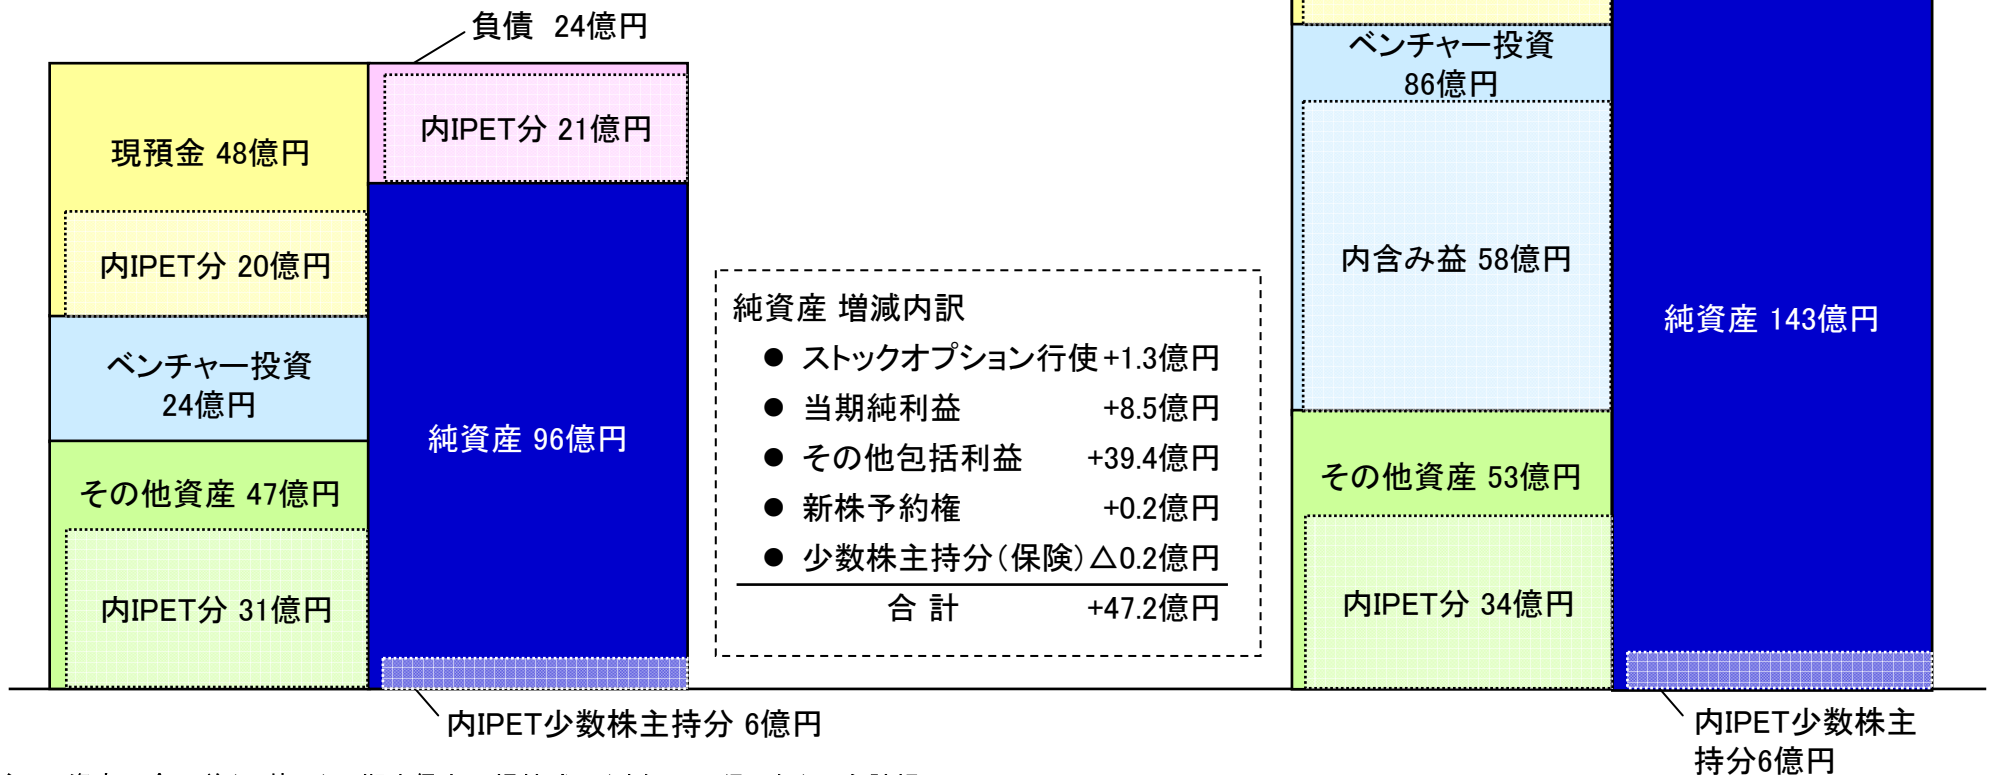 負債 24億円
現預金 48億円
内IPET分 21億円
内IPET分 20億円
ベンチャー投資
24億円
純資産 96億円
その他資産 47億円
内IPET分 31億円
内IPET少数株主持分 6億円
純資産 増減内訳
● ストックオプション行使+1.3億円
● 当期純利益 +8.5億円
● その他包括利益 +39.4億円
● 新株予約権 +0.2億円
● 少数株主持分(保険)△0.2億円
合 計 +47.2億円
ベンチャー投資
86億円
内含み益 58億円
純資産 143億円
その他資産 53億円
内IPET分 34億円
内IPET少数株主
持分6億円